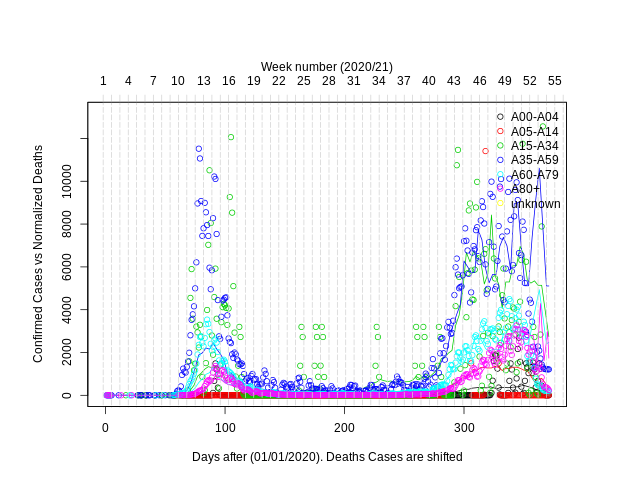 Week number (2020/21)
1 4 7 10 13 16 19 22 25 28 31 34 37 40 43 46 49 52 55
A00-A04
A05-A14
A15-A34
A35-A59
A60-A79
A80+
unknown
Confirmed Cases vs Normalized Deaths
0 2000 4000 6000 8000 10000
0 100 200 300
Days after (01/01/2020). Deaths Cases are shifted